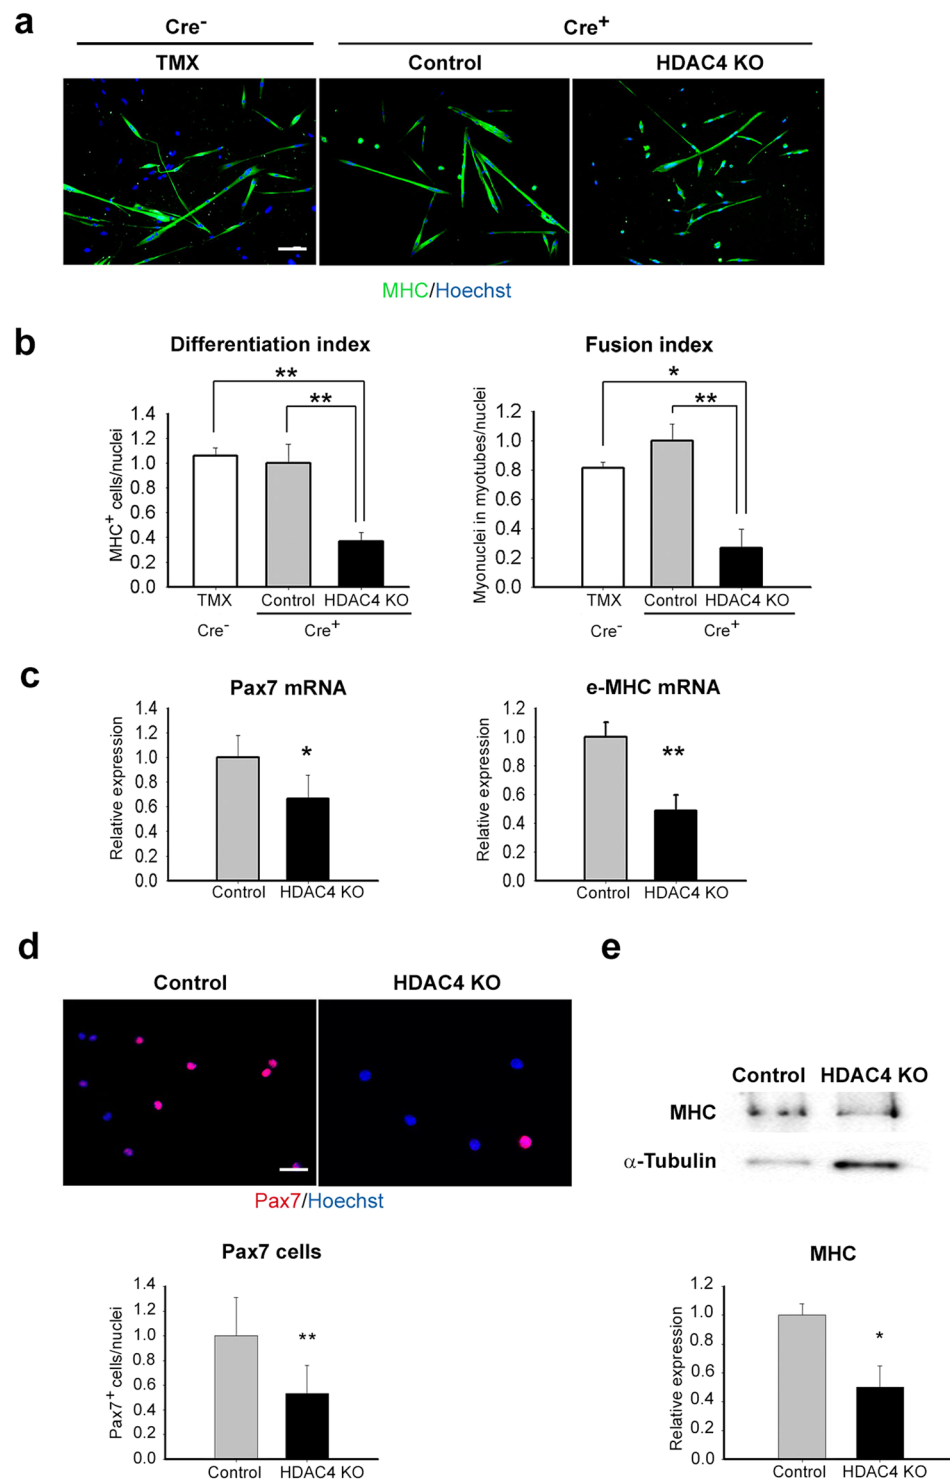 a
Cre⁻
Cre⁺
TMX
Control
HDAC4 KO
MHC/Hoechst
b
Differentiation index
**
**
MHC⁺ cells/nuclei
1.4
1.2
1.0
0.8
0.6
0.4
0.2
0.0
TMX
Control
HDAC4 KO
Cre⁻
Cre⁺
Fusion index
*
**
Myonuclei in myotubes/nuclei
1.2
1.0
0.8
0.6
0.4
0.2
0.0
TMX
Control
HDAC4 KO
Cre⁻
Cre⁺
c
Pax7 mRNA
Relative expression
1.4
1.2
1.0
0.8
0.6
0.4
0.2
0.0
*
Control
HDAC4 KO
e-MHC mRNA
Relative expression
1.2
1.0
0.8
0.6
0.4
0.2
0.0
**
Control
HDAC4 KO
d
Control
HDAC4 KO
Pax7/Hoechst
Pax7 cells
Pax7⁺ cells/nuclei
1.4
1.2
1.0
0.8
0.6
0.4
0.2
0.0
**
Control
HDAC4 KO
e
Control
HDAC4 KO
MHC
α-Tubulin
MHC
Relative expression
1.2
1.0
0.8
0.6
0.4
0.2
0.0
*
Control
HDAC4 KO